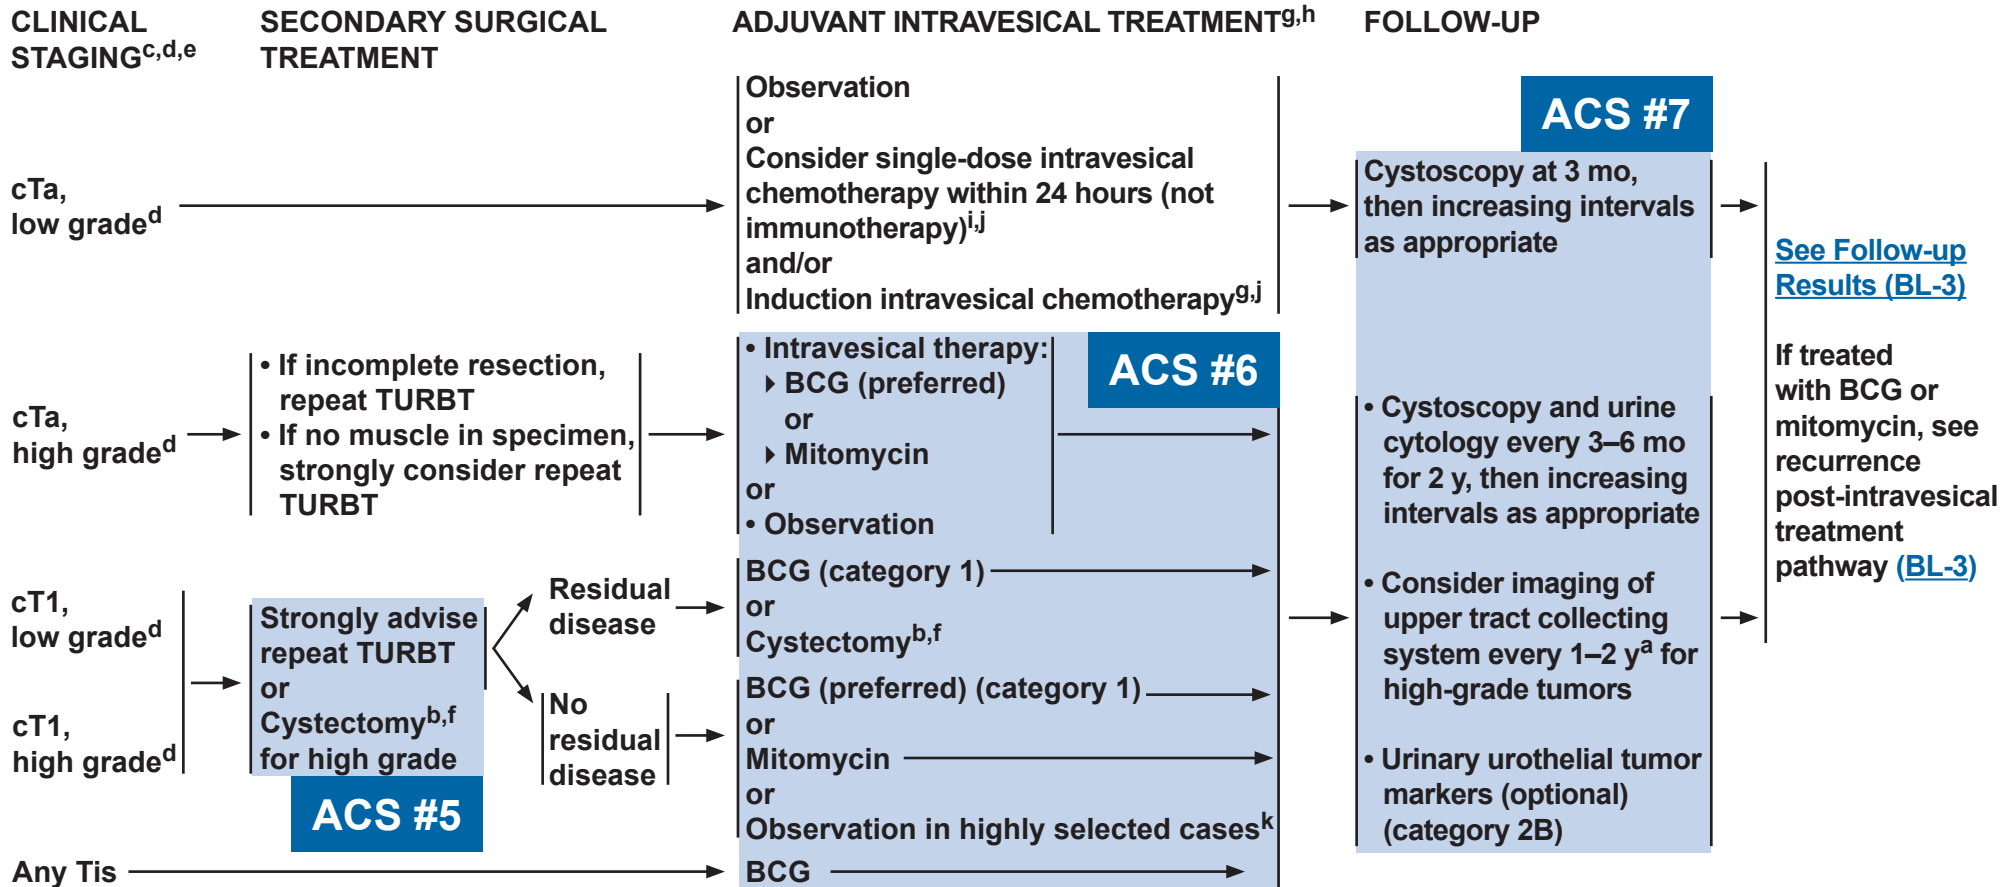 CLINICAL
STAGINGc,d,e
SECONDARY SURGICAL
TREATMENT
ADJUVANT INTRAVESICAL TREATMENTg,h
FOLLOW-UP
cTa,
low graded
Observation
or
Consider single-dose intravesical
chemotherapy within 24 hours (not
immunotherapy)i,j
and/or
Induction intravesical chemotherapyg,j
ACS #7
Cystoscopy at 3 mo,
then increasing intervals
as appropriate
cTa,
high graded
• If incomplete resection,
repeat TURBT
• If no muscle in specimen,
strongly consider repeat
TURBT
• Intravesical therapy:
BCG (preferred)
or
Mitomycin
or
• Observation
ACS #6
cT1,
low graded
cT1,
high graded
Strongly advise
repeat TURBT
or
Cystectomyb,f
for high grade
ACS #5
Residual
disease
BCG (category 1)
or
Cystectomyb,f
No
residual
disease
BCG (preferred) (category 1)
or
Mitomycin
or
Observation in highly selected casesk
Any Tis
BCG
• Cystoscopy and urine
cytology every 3–6 mo
for 2 y, then increasing
intervals as appropriate
• Consider imaging of
upper tract collecting
system every 1–2 ya for
high-grade tumors
• Urinary urothelial tumor
markers (optional)
(category 2B)
See Follow-up
Results (BL-3)
If treated
with BCG or
mitomycin, see
recurrence
post-intravesical
treatment
pathway (BL-3)